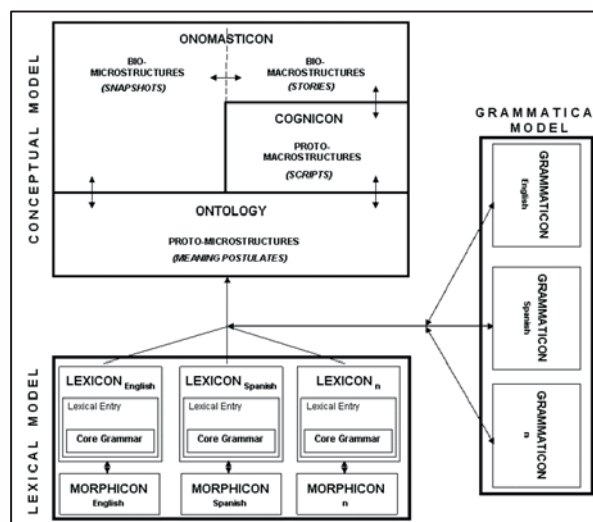 CONCEPTUAL MODEL
ONOMASTICON
BIO-
MICROSTRUCTURES
(SNAPSHOTS)
BIO-
MACROSTRUCTURES
(STORIES)
COGNICON
PROTO-
MACROSTRUCTURES
(SCRIPTS)
ONTOLOGY
PROTO-MICROSTRUCTURES
(MEANING POSTULATES)
GRAMMATICAL
MODEL
GRAMMATICON
English
GRAMMATICON
Spanish
GRAMMATICON
n
LEXICAL MODEL
LEXICON English
Lexical Entry
Core Grammar
MORPHICON
English
LEXICON Spanish
Lexical Entry
Core Grammar
MORPHICON
Spanish
LEXICON n
Lexical Entry
Core Grammar
MORPHICON
n